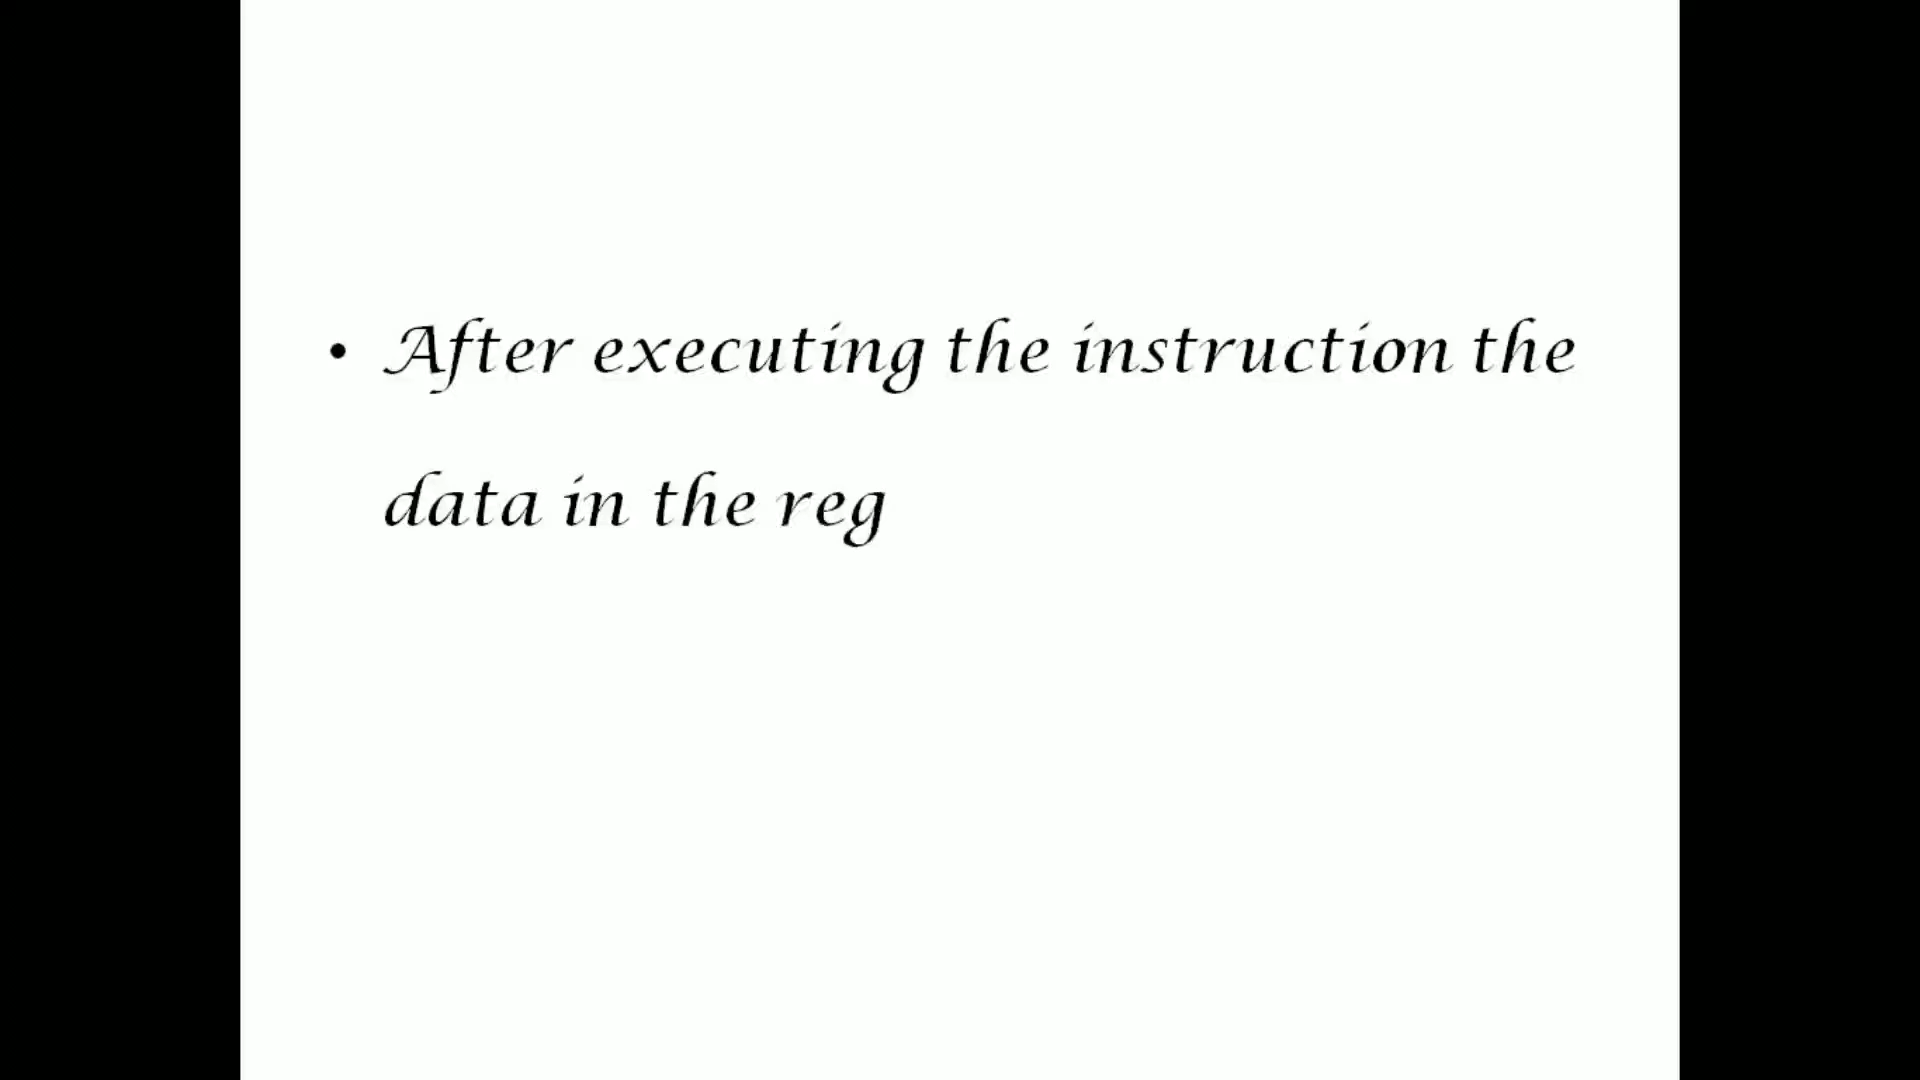 • After executing the instruction the
data in the reg